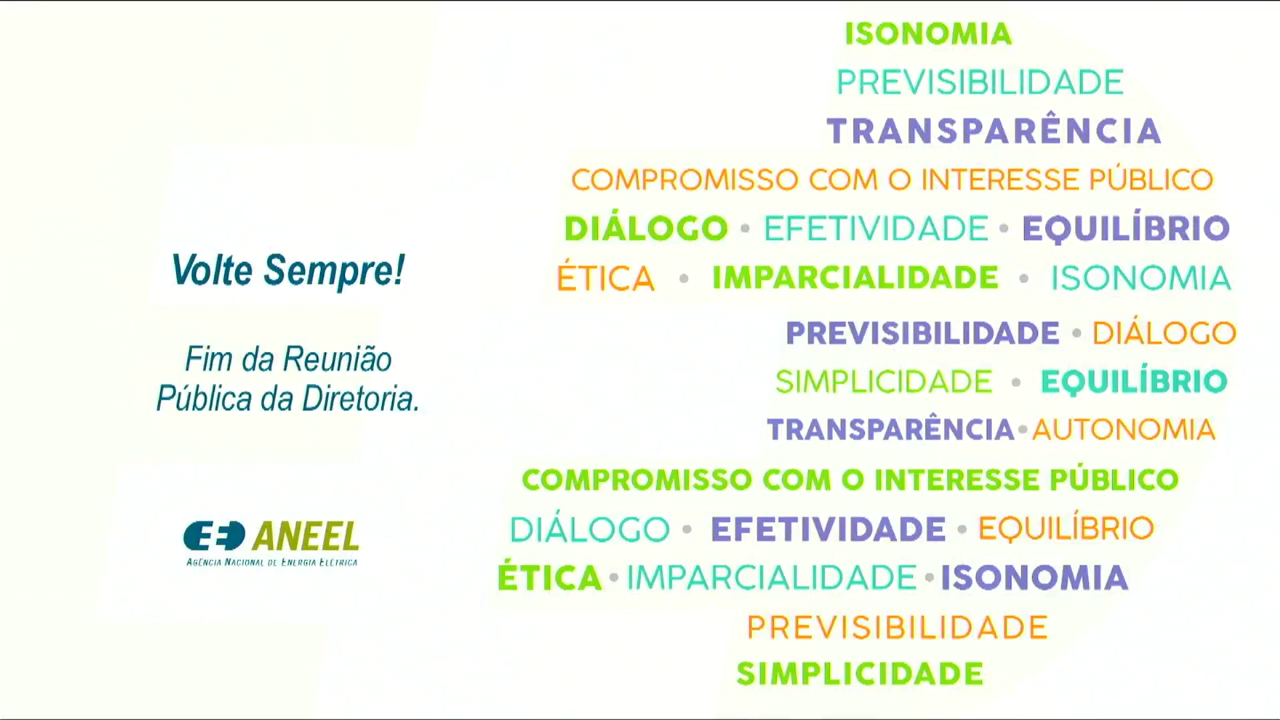 Volte Sempre!
Fim da Reunião
Pública da Diretoria.
ANEEL
AGÊNCIA NACIONAL DE ENERGIA ELÉTRICA
ISONOMIA
PREVISIBILIDADE
TRANSPARÊNCIA
COMPROMISSO COM O INTERESSE PÚBLICO
DIÁLOGO • EFETIVIDADE • EQUILÍBRIO
ÉTICA • IMPARCIALIDADE • ISONOMIA
PREVISIBILIDADE • DIÁLOGO
SIMPLICIDADE • EQUILÍBRIO
TRANSPARÊNCIA • AUTONOMIA
COMPROMISSO COM O INTERESSE PÚBLICO
DIÁLOGO • EFETIVIDADE • EQUILÍBRIO
ÉTICA • IMPARCIALIDADE • ISONOMIA
PREVISIBILIDADE
SIMPLICIDADE